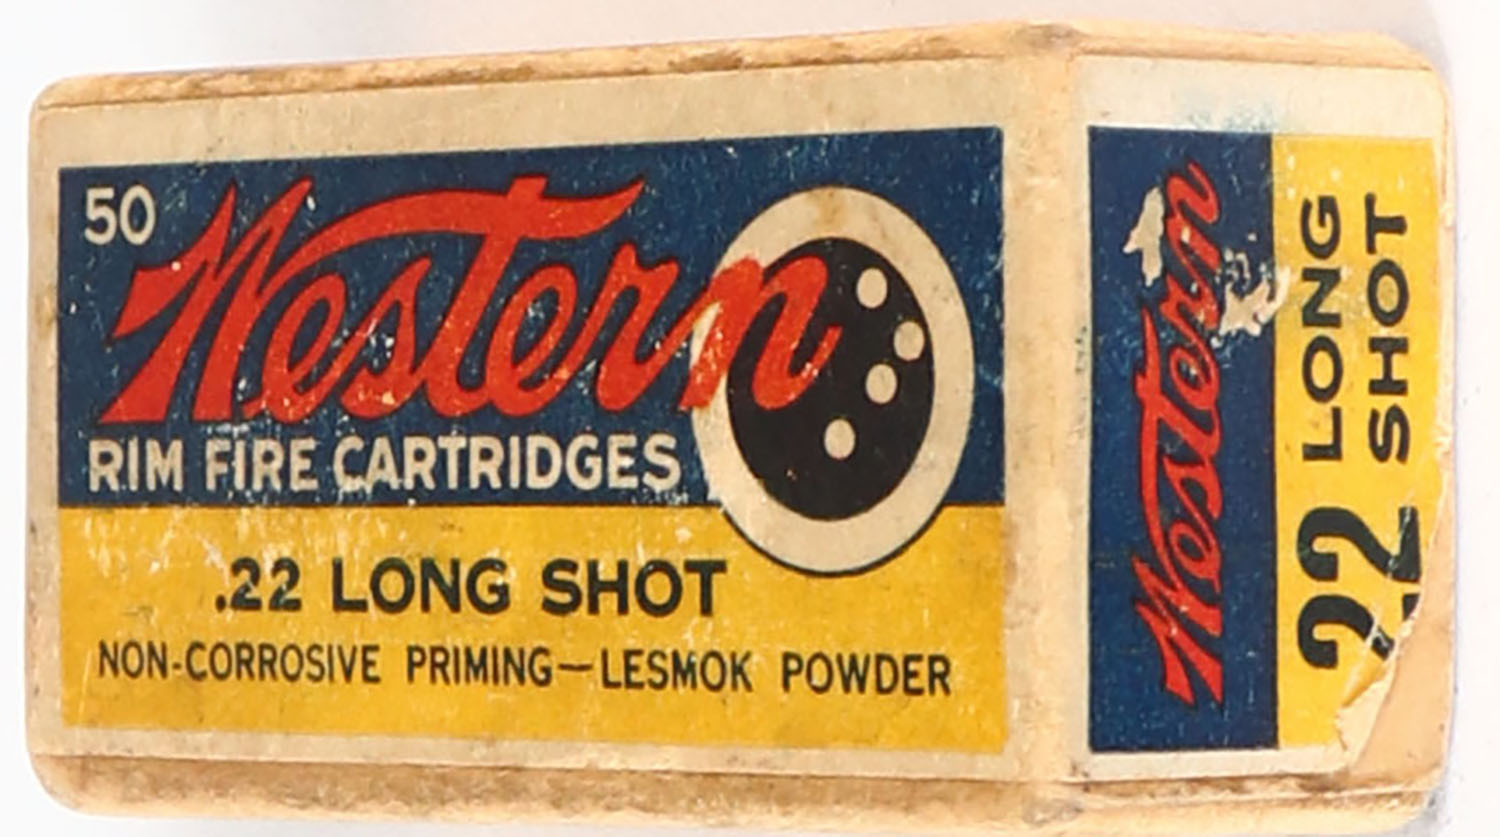 50
Western
RIM FIRE CARTRIDGES
.22 LONG SHOT
NON-CORROSIVE PRIMING—LESMOK POWDER
Western
22 LONG
SHOT